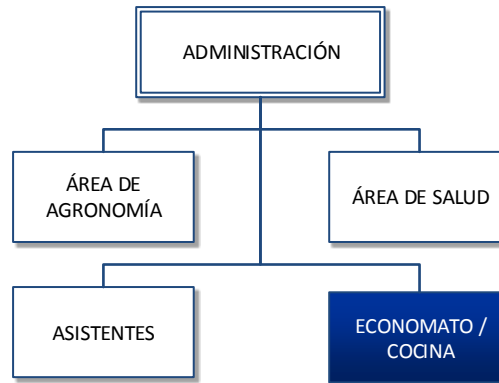 ADMINISTRACIÓN
ÁREA DE
AGRONOMÍA
ÁREA DE SALUD
ASISTENTES
ECONOMATO /
COCINA